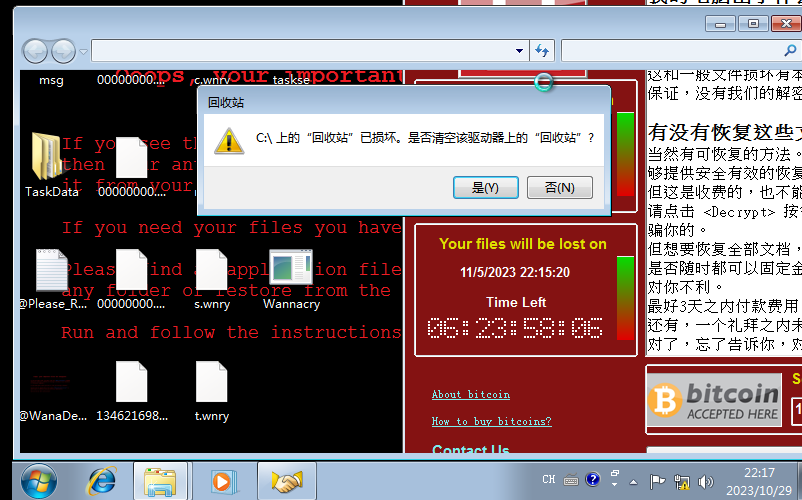 msg
00000000....
c.wnry
taskse
Oops, your important
回收站
C:\ 上的“回收站”已损坏。是否清空该驱动器上的“回收站”?
是(Y)
否(N)
If you see th
then your an
it from your
TaskData
00000000....
If you need your files you have
Please find a application file
any folder or restore from the
Run and follow the instructions
@Please_R...
00000000....
s.wnry
Wannacry
@WanaDe...
134621698...
t.wnry
Your files will be lost on
11/5/2023 22:15:20
Time Left
06:23:58:06
About bitcoin
How to buy bitcoins?
Contact Us
这和一般文件损坏有本
保证,没有我们的解密
有没有恢复这些文
当然有可恢复的方法。
够提供安全有效的恢复
但这是收费的,也不能
请点击 <Decrypt> 按
骗你的。
但想要恢复全部文档,
是否随时都可以固定金
对你不利。
最好3天之内付款费用
还有,一个礼拜之内未
对了,忘了告诉你,对
bitcoin
ACCEPTED HERE
S
1
CH
22:17
2023/10/29